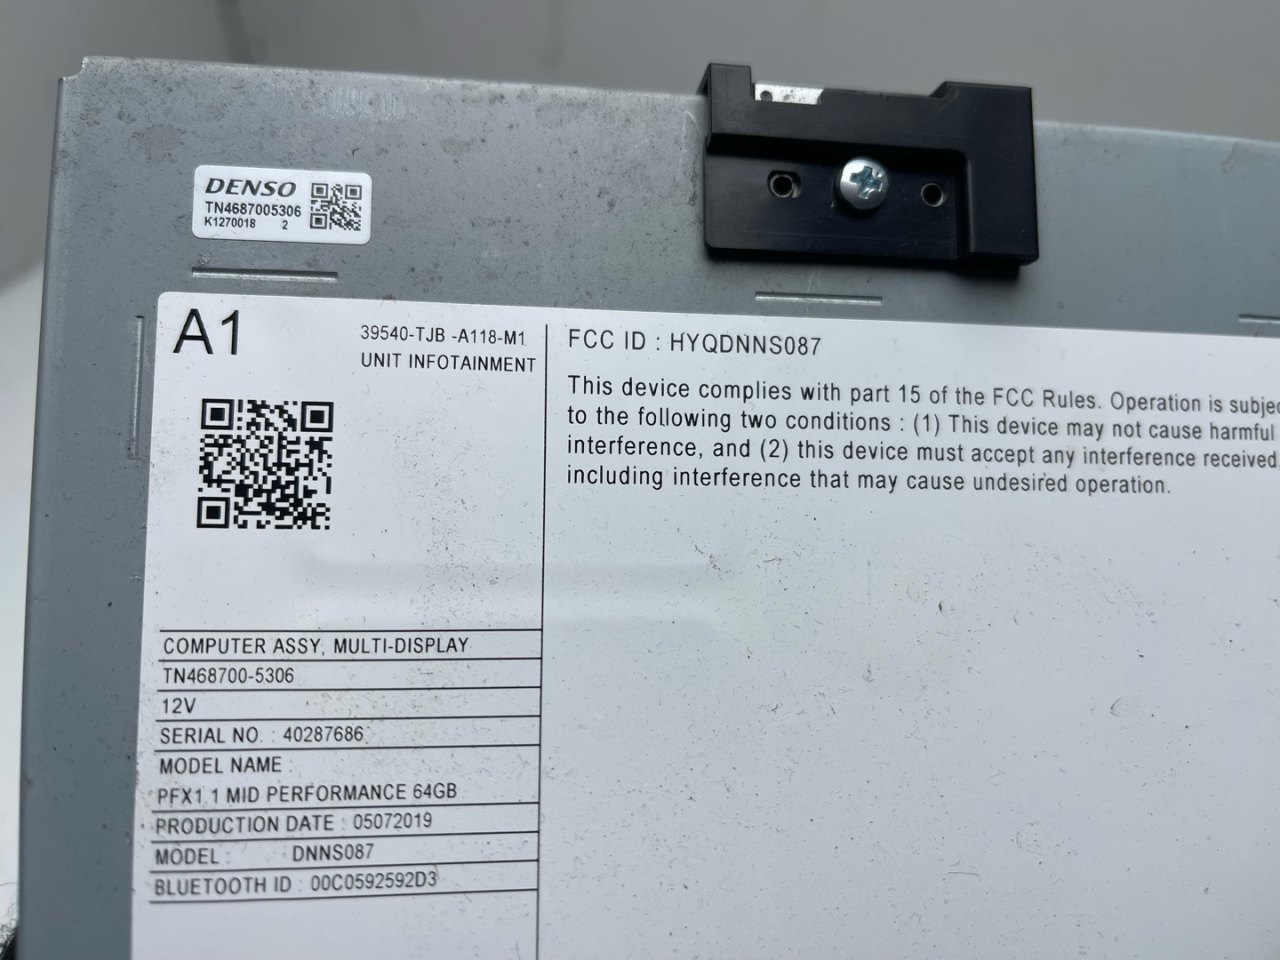 DENSO
TN4687005306
K1270018 2
A1
39540-TJB -A118-M1
UNIT INFOTAINMENT
FCC ID : HYQDNNS087
This device complies with part 15 of the FCC Rules. Operation is subjec
to the following two conditions : (1) This device may not cause harmful
interference, and (2) this device must accept any interference received,
including interference that may cause undesired operation.
COMPUTER ASSY, MULTI-DISPLAY
TN468700-5306
12V
SERIAL NO. : 40287686
MODEL NAME :
PFX1.1 MID PERFORMANCE 64GB
PRODUCTION DATE : 05072019
MODEL : DNNS087
BLUETOOTH ID : 00C0592592D3